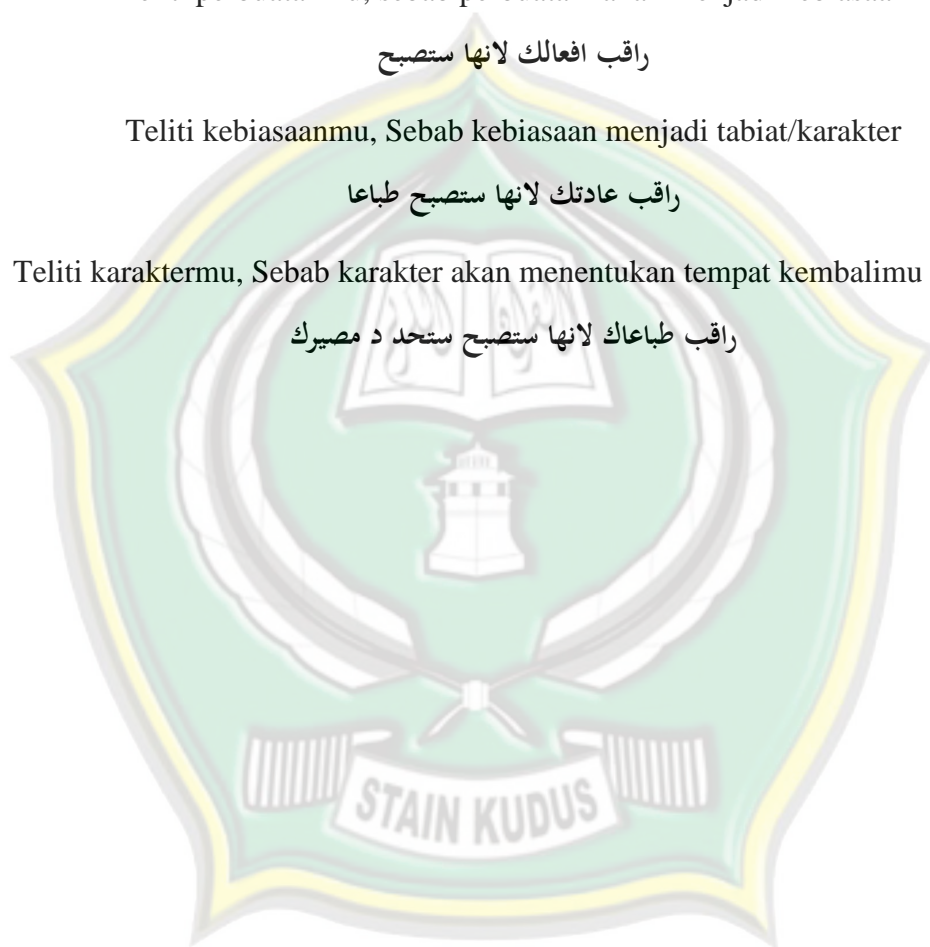 راقب افعالك لانها ستصبح
Teliti kebiasaanmu, Sebab kebiasaan menjadi tabiat/karakter
راقب عادتك لانها ستصبح طباعا
Teliti karaktermu, Sebab karakter akan menentukan tempat kembalimu
راقب طباعاك لانها ستصبح ستحد د مصيرك
STAIN KUDUS